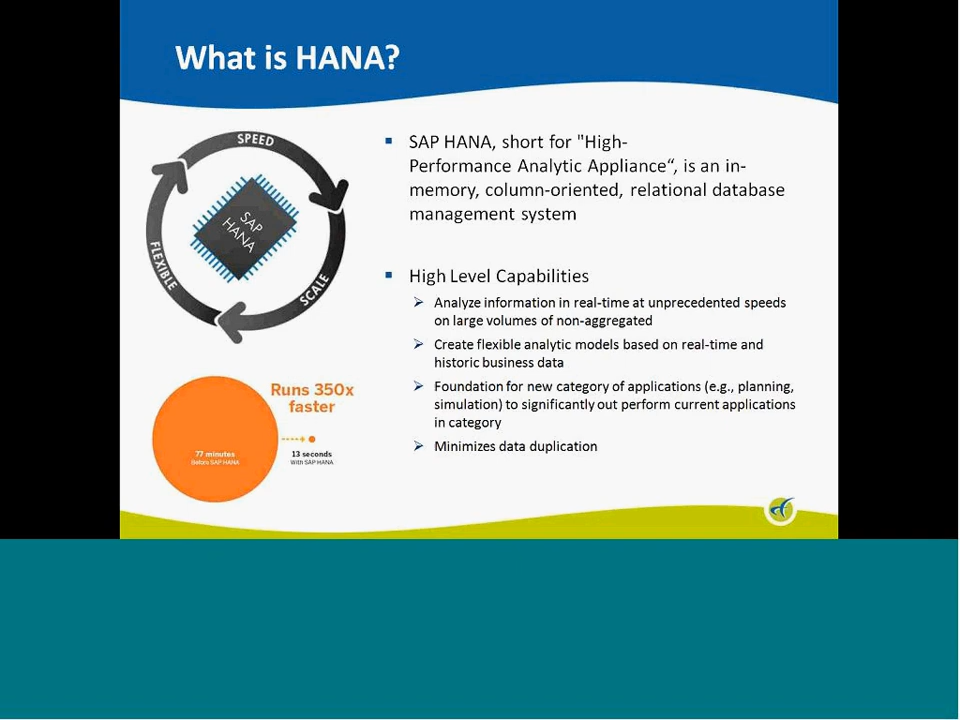 What is HANA?
SPEED
SAP
HANA
FLEXIBLE
SCALE
Runs 350x
faster
77 minutes
Before SAP HANA
13 seconds
With SAP HANA
▪ SAP HANA, short for "High-
Performance Analytic Appliance“, is an in-
memory, column-oriented, relational database
management system
▪ High Level Capabilities
➢ Analyze information in real-time at unprecedented speeds
on large volumes of non-aggregated
➢ Create flexible analytic models based on real-time and
historic business data
➢ Foundation for new category of applications (e.g., planning,
simulation) to significantly out perform current applications
in category
➢ Minimizes data duplication